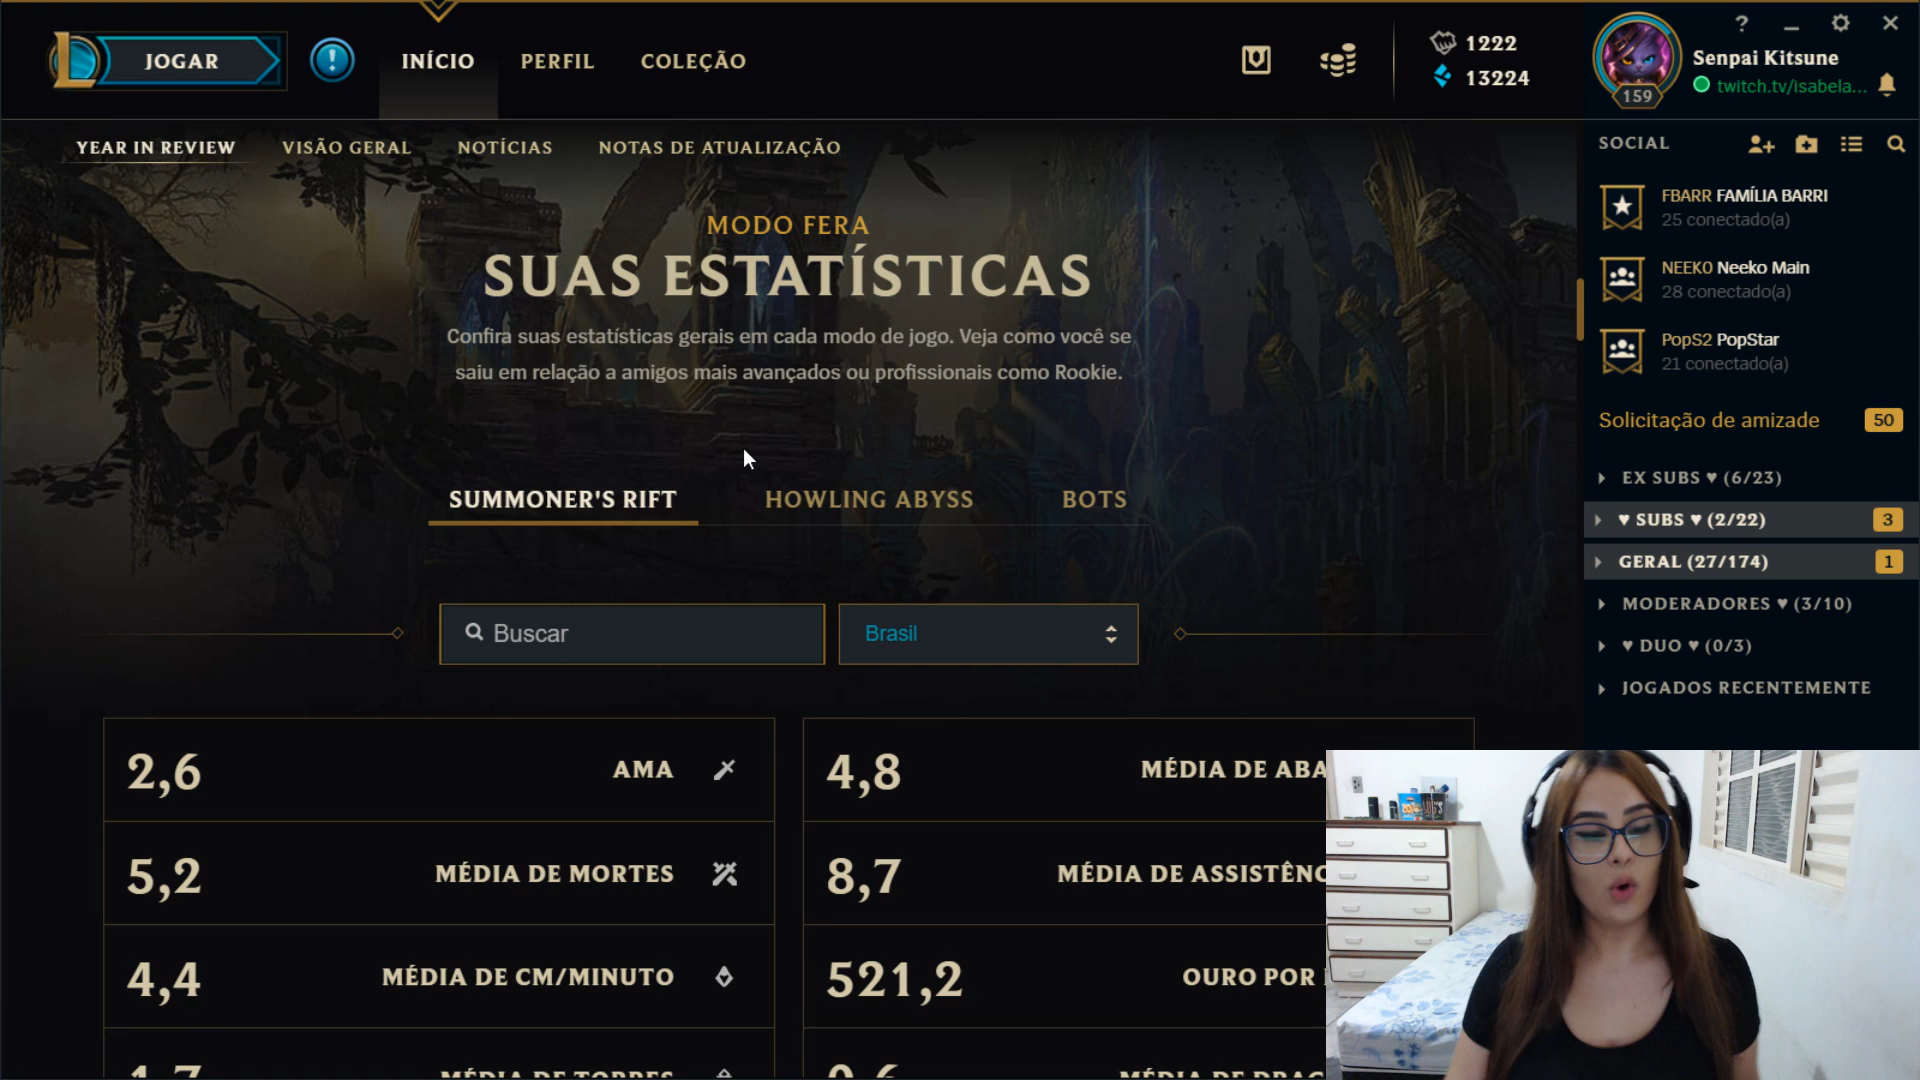 JOGAR
INÍCIO
PERFIL
COLEÇÃO
1222
13224
159
Senpai Kitsune
twitch.tv/isabela...
YEAR IN REVIEW
VISÃO GERAL
NOTÍCIAS
NOTAS DE ATUALIZAÇÃO
MODO FERA
SUAS ESTATÍSTICAS
Confira suas estatísticas gerais em cada modo de jogo. Veja como você se
saiu em relação a amigos mais avançados ou profissionais como Rookie.
SUMMONER'S RIFT
HOWLING ABYSS
BOTS
Buscar
Brasil
2,6
AMA
4,8
MÉDIA DE ABA
5,2
MÉDIA DE MORTES
8,7
MÉDIA DE ASSISTÊNC
4,4
MÉDIA DE CM/MINUTO
521,2
OURO POR
SOCIAL
FBARR FAMÍLIA BARRI
25 conectado(a)
NEEKO Neeko Main
28 conectado(a)
PopS2 PopStar
21 conectado(a)
Solicitação de amizade
50
EX SUBS ♥ (6/23)
♥ SUBS ♥ (2/22)
3
GERAL (27/174)
1
MODERADORES ♥ (3/10)
♥ DUO ♥ (0/3)
JOGADOS RECENTEMENTE